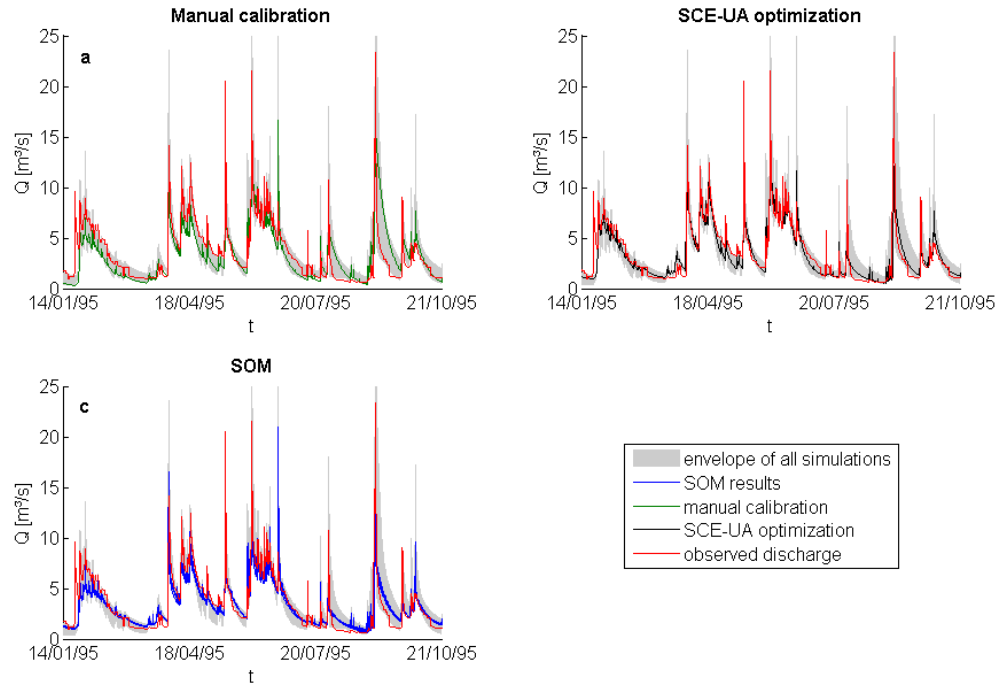 Manual calibration
a
Q [m³/s]
25
20
15
10
5
0
14/01/95 18/04/95 20/07/95 21/10/95
t
SCE-UA optimization
Q [m³/s]
25
20
15
10
5
0
14/01/95 18/04/95 20/07/95 21/10/95
t
SOM
c
Q [m³/s]
25
20
15
10
5
0
14/01/95 18/04/95 20/07/95 21/10/95
t
envelope of all simulations
SOM results
manual calibration
SCE-UA optimization
observed discharge